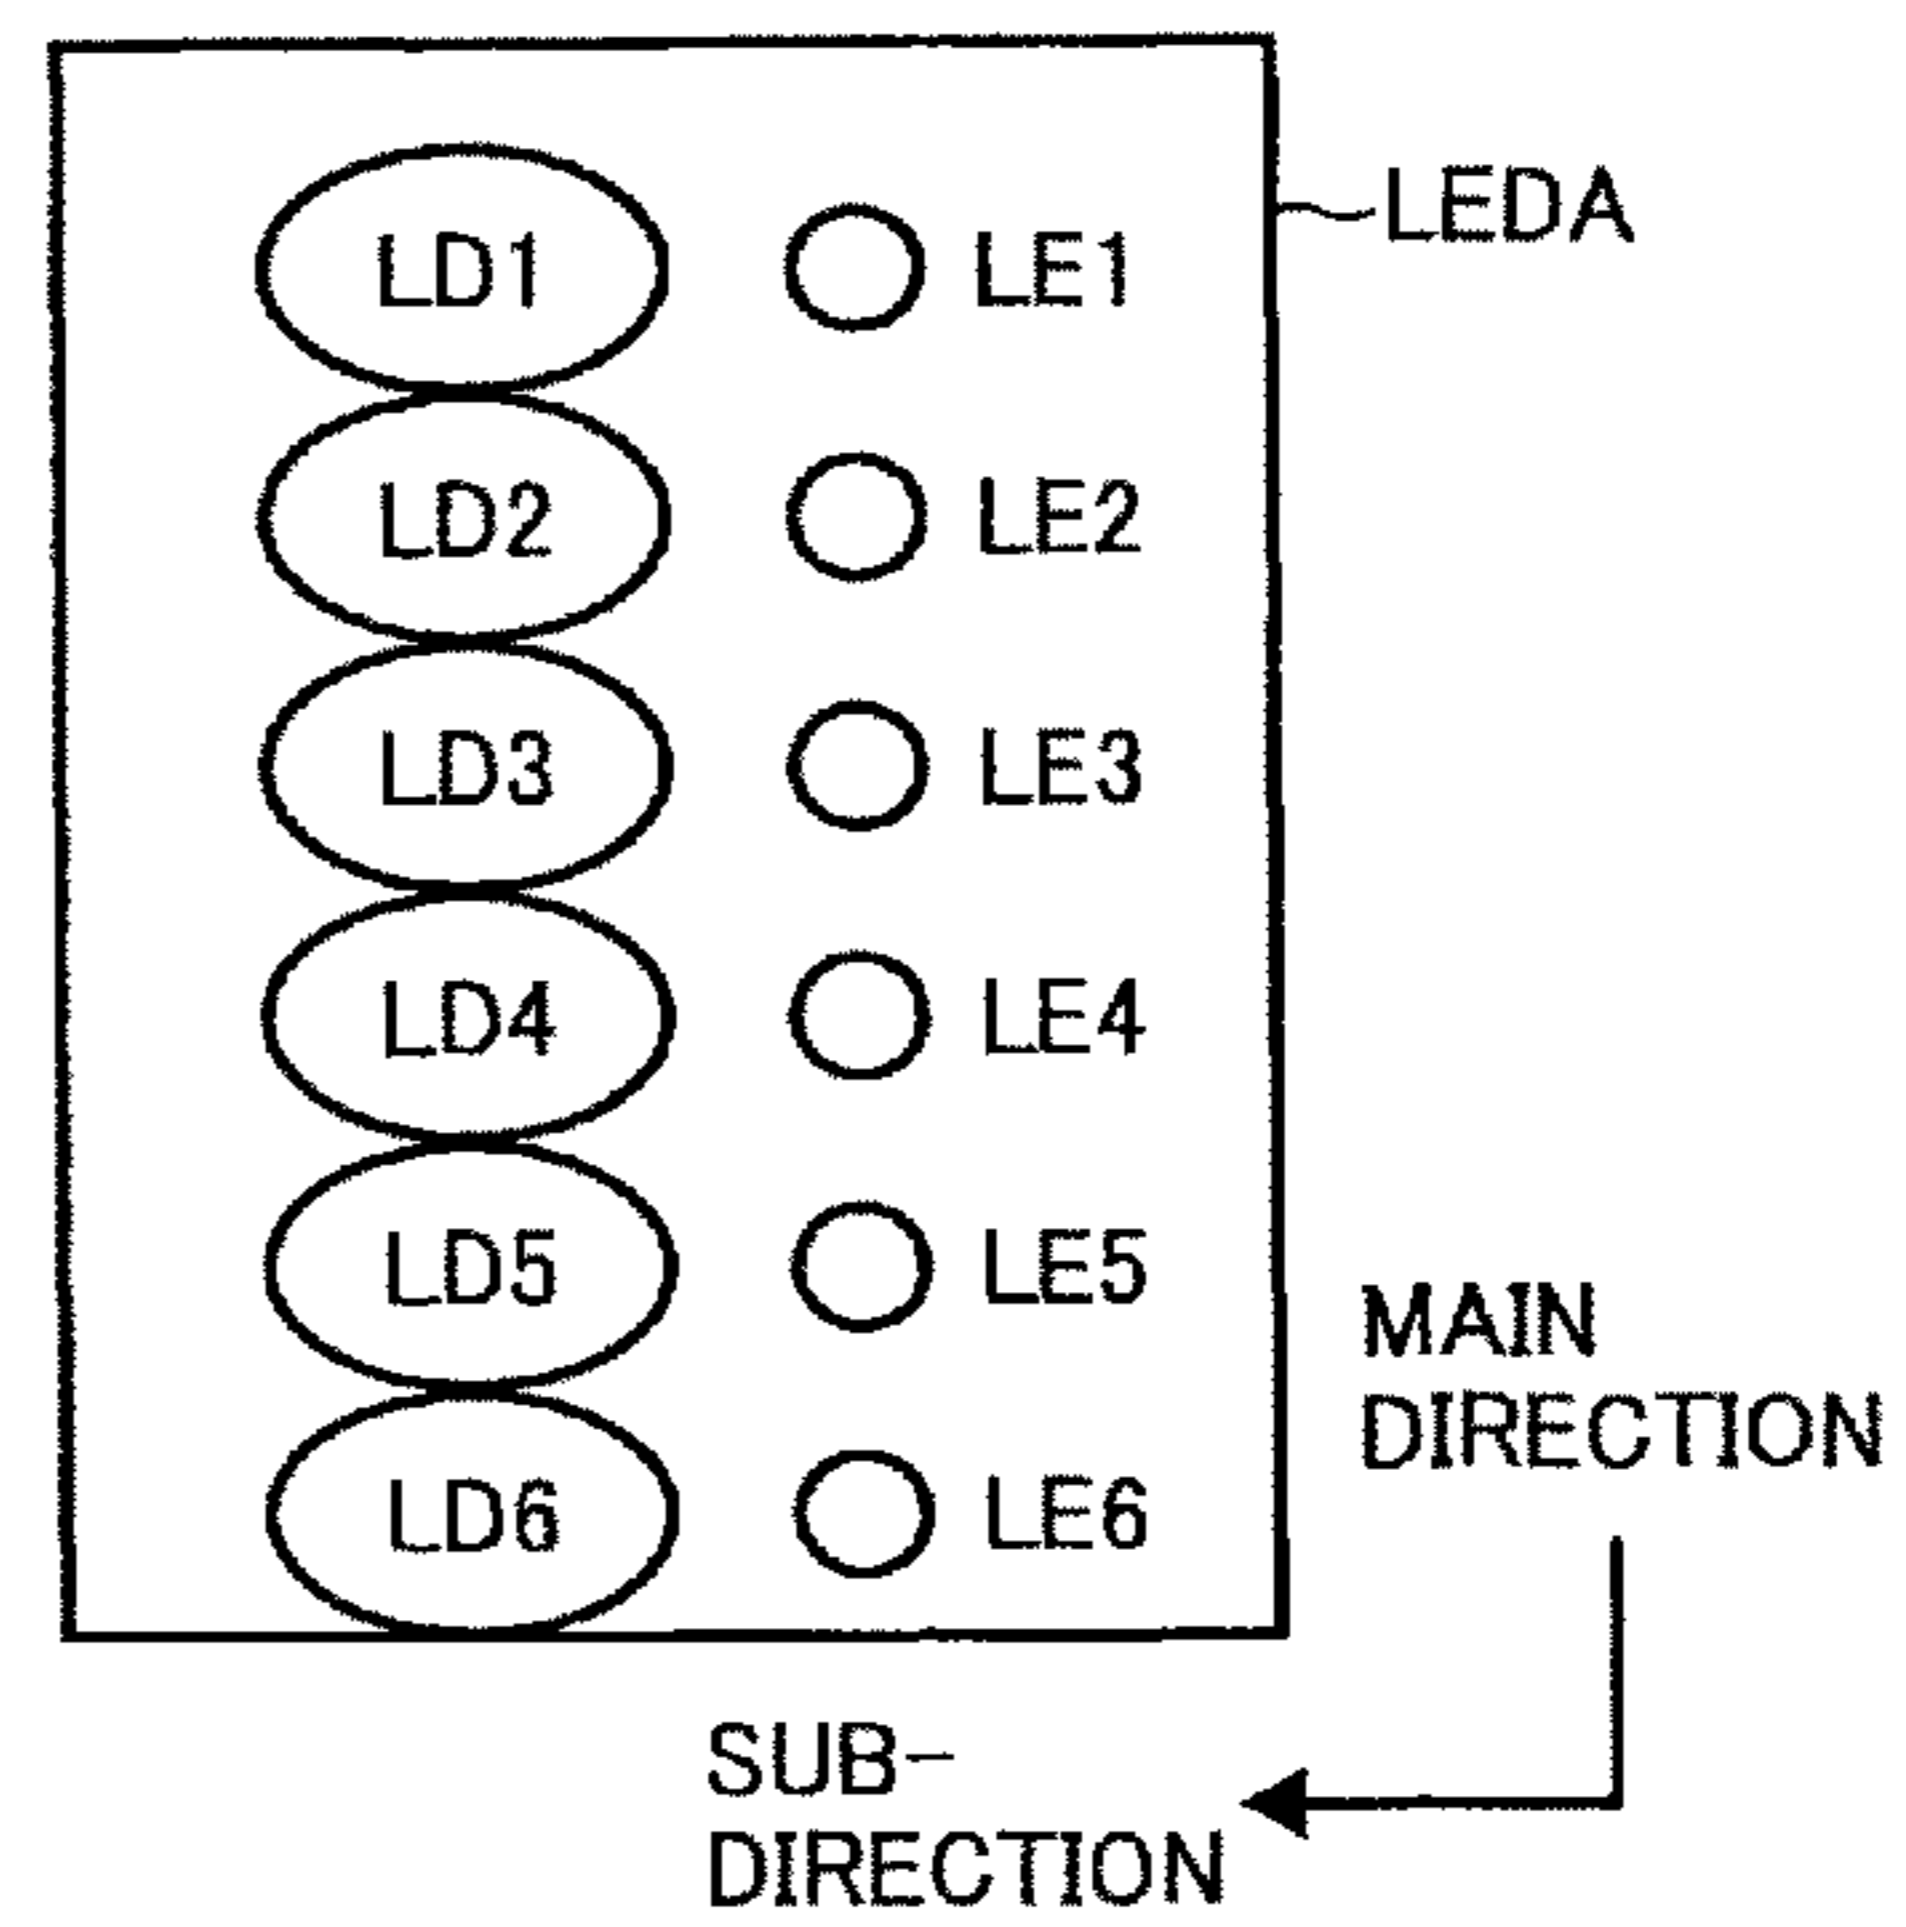 LEDA
LD1 LE1
LD2 LE2
LD3 LE3
LD4 LE4
LD5 LE5
LD6 LE6
MAIN
DIRECTION
SUB-
DIRECTION